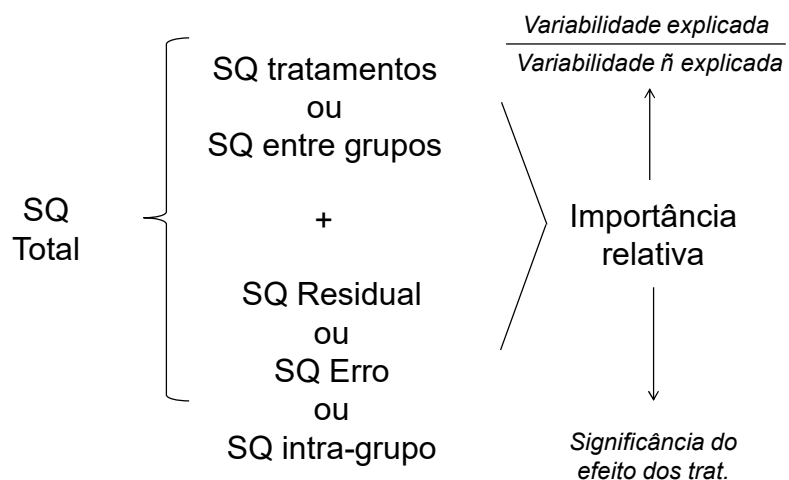 SQ
Total
SQ tratamentos
ou
SQ entre grupos
+
SQ Residual
ou
SQ Erro
ou
SQ intra-grupo
Variabilidade explicada
Variabilidade ñ explicada
Importância
relativa
Significância do
efeito dos trat.